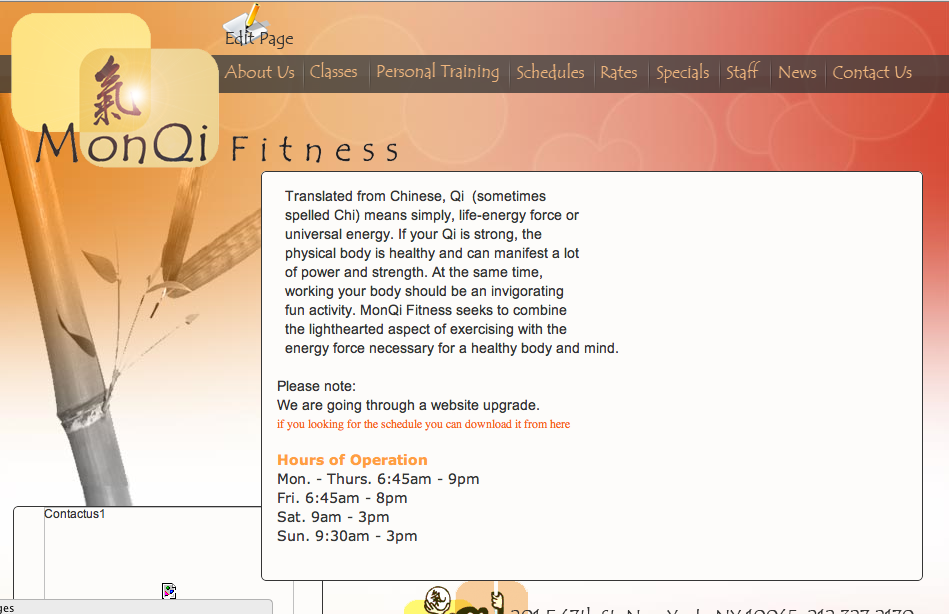 Edit Page
About Us Classes Personal Training Schedules Rates Specials Staff News Contact Us
氣
MonQi Fitness
Translated from Chinese, Qi (sometimes
spelled Chi) means simply, life-energy force or
universal energy. If your Qi is strong, the
physical body is healthy and can manifest a lot
of power and strength. At the same time,
working your body should be an invigorating
fun activity. MonQi Fitness seeks to combine
the lighthearted aspect of exercising with the
energy force necessary for a healthy body and mind.
Please note:
We are going through a website upgrade.
if you looking for the schedule you can download it from here
Hours of Operation
Mon. - Thurs. 6:45am - 9pm
Fri. 6:45am - 8pm
Sat. 9am - 3pm
Sun. 9:30am - 3pm
Contactus1
ges